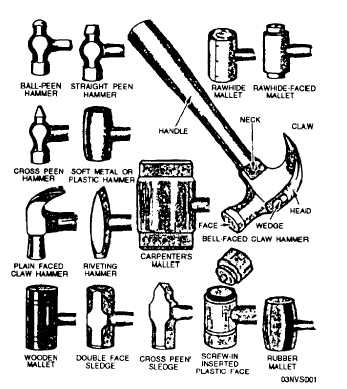 BALL-PEEN
HAMMER
STRAIGHT PEEN
HAMMER
RAWHIDE
MALLET
RAWHIDE-FACED
MALLET
HANDLE
NECK
CLAW
CROSS PEEN
HAMMER
SOFT METAL OR
PLASTIC HAMMER
HEAD
FACE
WEDGE
BELL-FACED CLAW HAMMER
PLAIN FACED
CLAW HAMMER
RIVETING
HAMMER
CARPENTER'S
MALLET
WOODEN
MALLET
DOUBLE FACE
SLEDGE
CROSS PEEN'
SLEDGE
SCREW-IN
INSERTED
PLASTIC FACE
RUBBER
MALLET
03NVS001